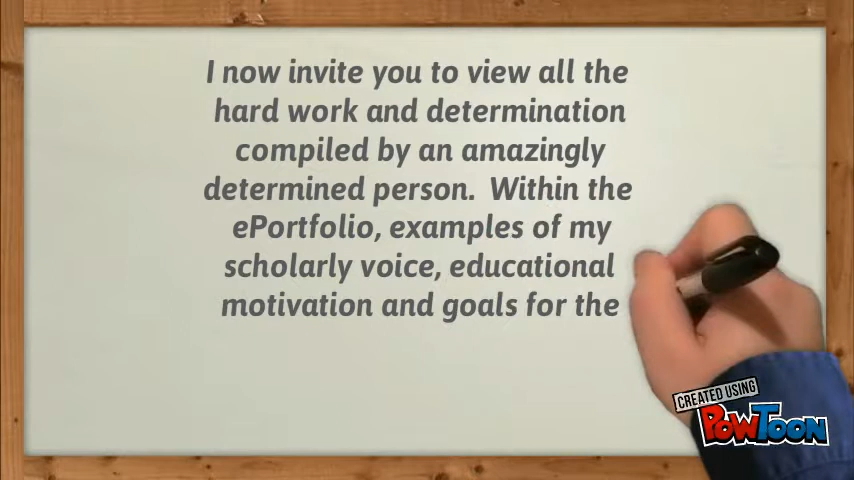 I now invite you to view all the
hard work and determination
compiled by an amazingly
determined person.  Within the
ePortfolio, examples of my
scholarly voice, educational
motivation and goals for the
CREATED USING
POWTOON